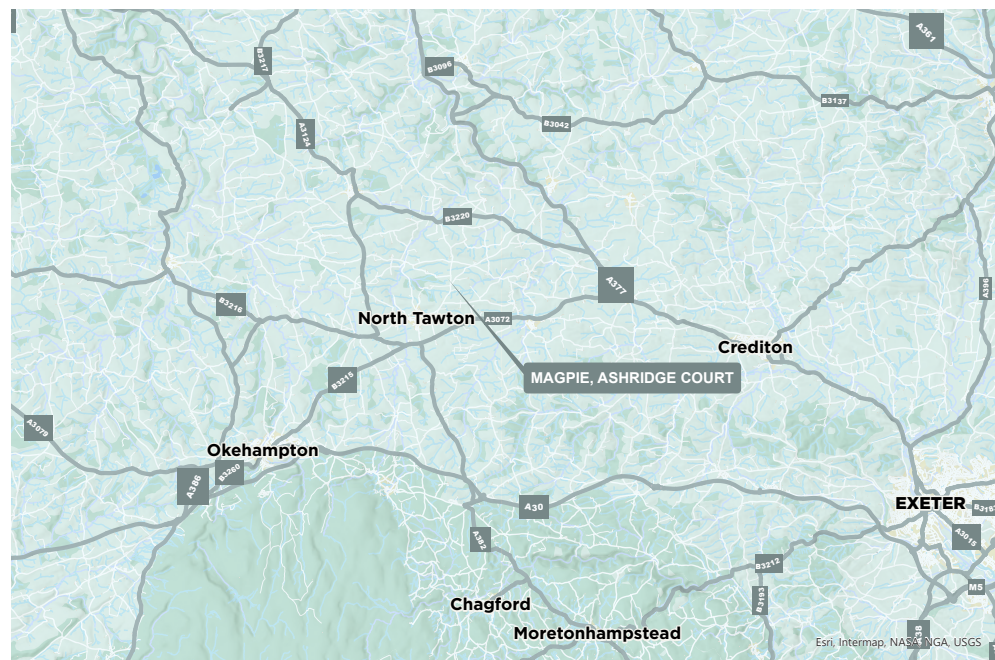 A361
B3217
B3096
B3137
B3042
A3124
B3220
A377
A396
B3216
North Tawton
A3072
Crediton
MAGPIE, ASHRIDGE COURT
B3215
A3079
Okehampton
B3260
A386
A30
EXETER
A3015
A382
B3212
M5
B3193
Chagford
Moretonhampstead
A38
Esri, Intermap, NASA, NGA, USGS